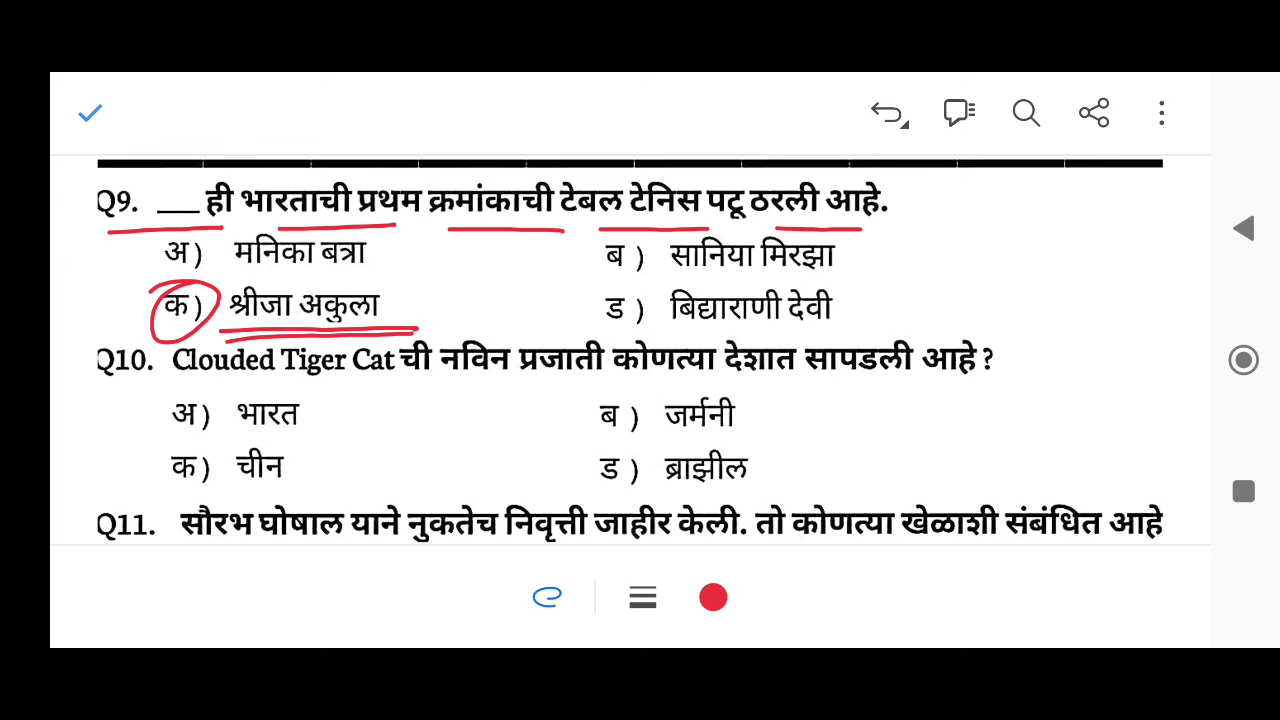 Q9. ___ ही भारताची प्रथम क्रमांकाची टेबल टेनिस पटू ठरली आहे.
अ) मनिका बत्रा ब) सानिया मिरझा
क) श्रीजा अकुला ड) बिद्याराणी देवी
Q10. Clouded Tiger Cat ची नविन प्रजाती कोणत्या देशात सापडली आहे?
अ) भारत ब) जर्मनी
क) चीन ड) ब्राझील
Q11. सौरभ घोषाल याने नुकतेच निवृत्ती जाहीर केली. तो कोणत्या खेळाशी संबंधित आहे